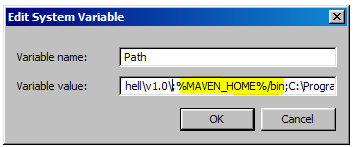 Edit System Variable
Variable name: Path
Variable value: hell\v1.0\;%MAVEN_HOME%/bin;C:\Progra
OK Cancel